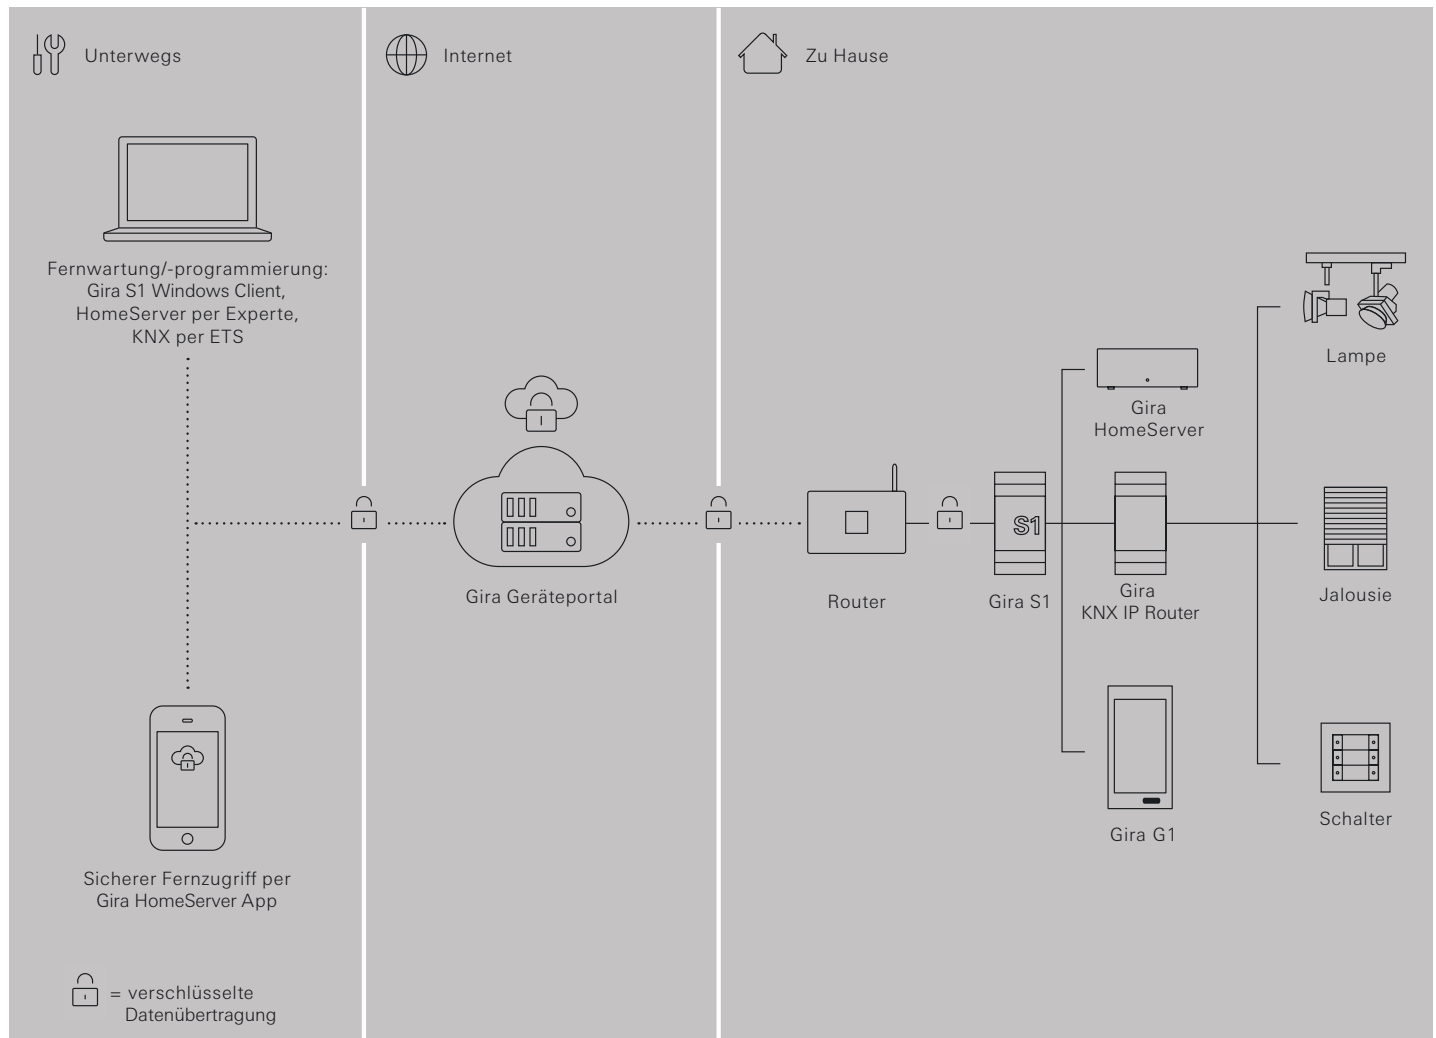 Unterwegs
Internet
Zu Hause
Fernwartung/-programmierung:
Gira S1 Windows Client,
HomeServer per Experte,
KNX per ETS
Lampe
Gira
HomeServer
S1
Gira Geräteportal
Router
Gira S1
Gira
KNX IP Router
Jalousie
Gira G1
Schalter
Sicherer Fernzugriff per
Gira HomeServer App
= verschlüsselte
Datenübertragung